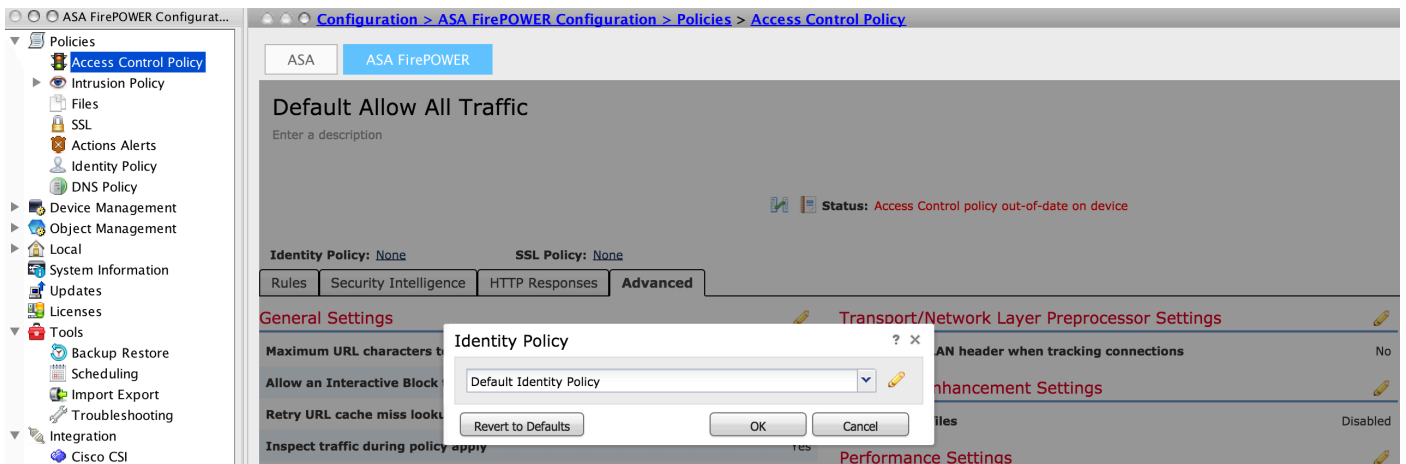 ASA FirePOWER Configurat...
Policies
Access Control Policy
Intrusion Policy
Files
SSL
Actions Alerts
Identity Policy
DNS Policy
Device Management
Object Management
Local
System Information
Updates
Licenses
Tools
Backup Restore
Scheduling
Import Export
Troubleshooting
Integration
Cisco CSI
Configuration > ASA FirePOWER Configuration > Policies > Access Control Policy
ASA
ASA FirePOWER
Default Allow All Traffic
Enter a description
Status: Access Control policy out-of-date on device
Identity Policy: None SSL Policy: None
Rules Security Intelligence HTTP Responses Advanced
General Settings
Maximum URL characters t
Allow an Interactive Block
Retry URL cache miss looku
Inspect traffic during policy apply Yes
Transport/Network Layer Preprocessor Settings
LAN header when tracking connections No
nhancement Settings
iles Disabled
Performance Settings
Identity Policy
? ×
Default Identity Policy
Revert to Defaults OK Cancel